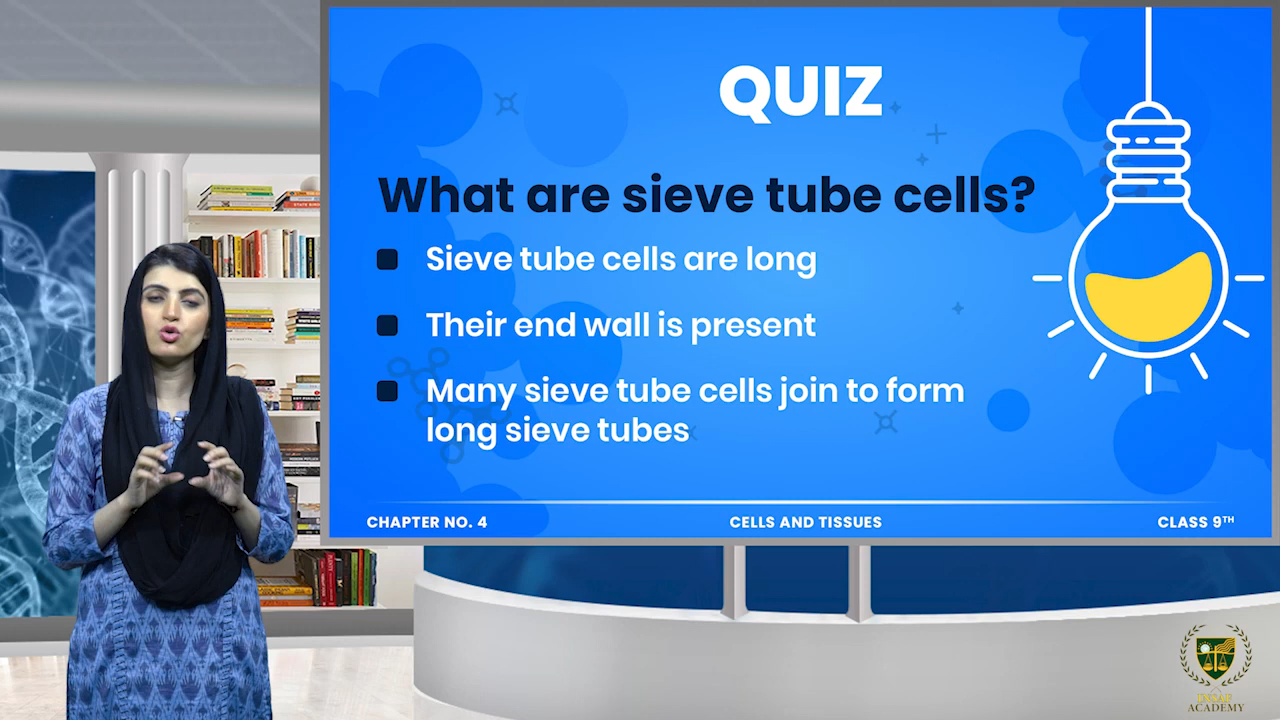 QUIZ
What are sieve tube cells?
Sieve tube cells are long
Their end wall is present
Many sieve tube cells join to form
long sieve tubes
CHAPTER NO. 4
CELLS AND TISSUES
CLASS 9TH
ACADEMY